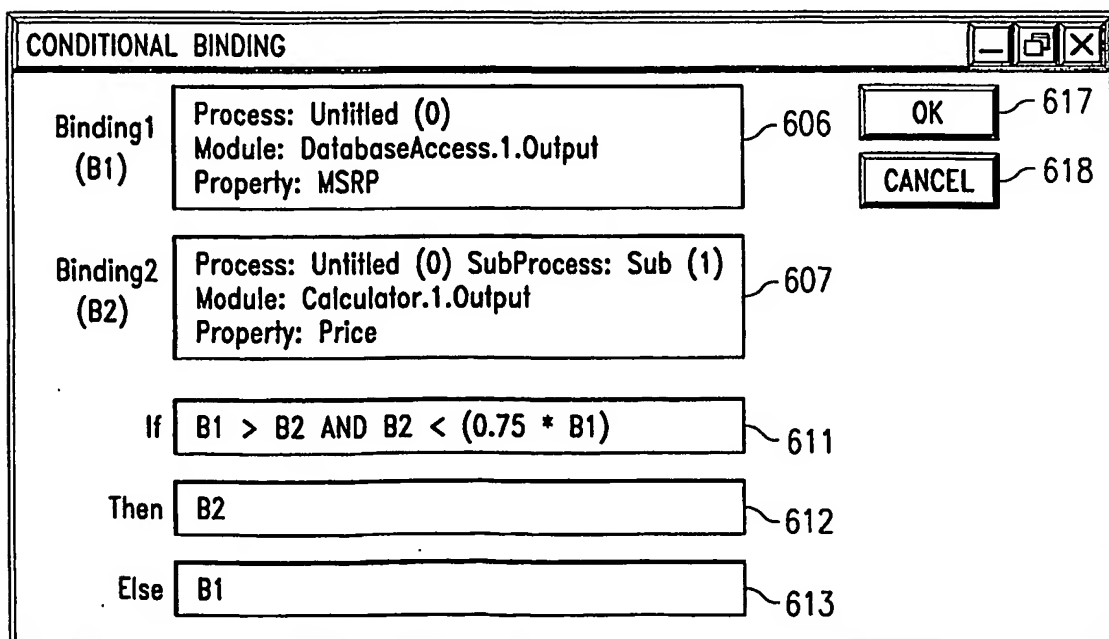 CONDITIONAL BINDING
Binding1
(B1)
Process: Untitled (0)
Module: DatabaseAccess.1.Output
Property: MSRP
606
OK
617
CANCEL
618
Binding2
(B2)
Process: Untitled (0) SubProcess: Sub (1)
Module: Calculator.1.Output
Property: Price
607
If
B1 > B2 AND B2 < (0.75 * B1)
611
Then
B2
612
Else
B1
613